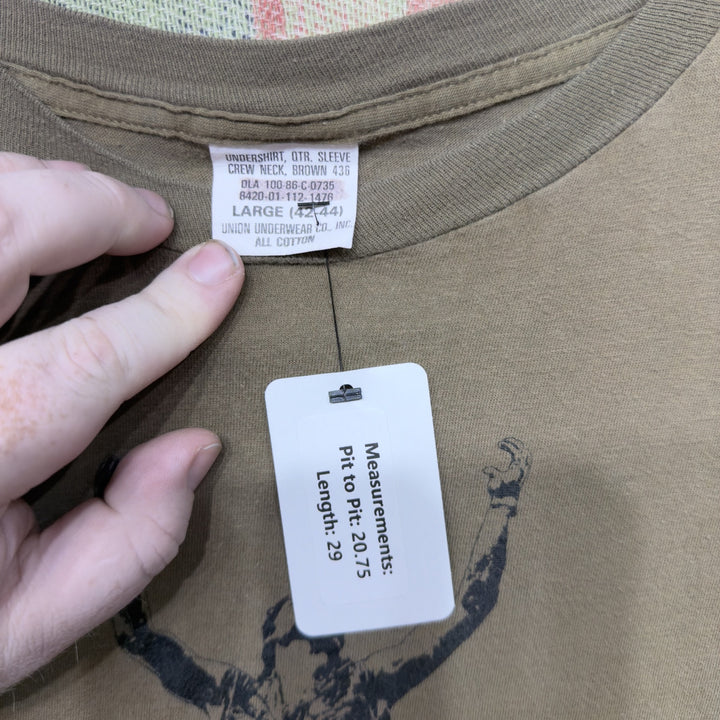 UNDERSHIRT, QTR. SLEEVE
CREW NECK, BROWN 436
DLA 100-86-C-0735
8420-01-112-1476
LARGE (42-44)
UNION UNDERWEAR CO., INC.
ALL COTTON
Measurements:
Pit to Pit: 20.75
Length: 29